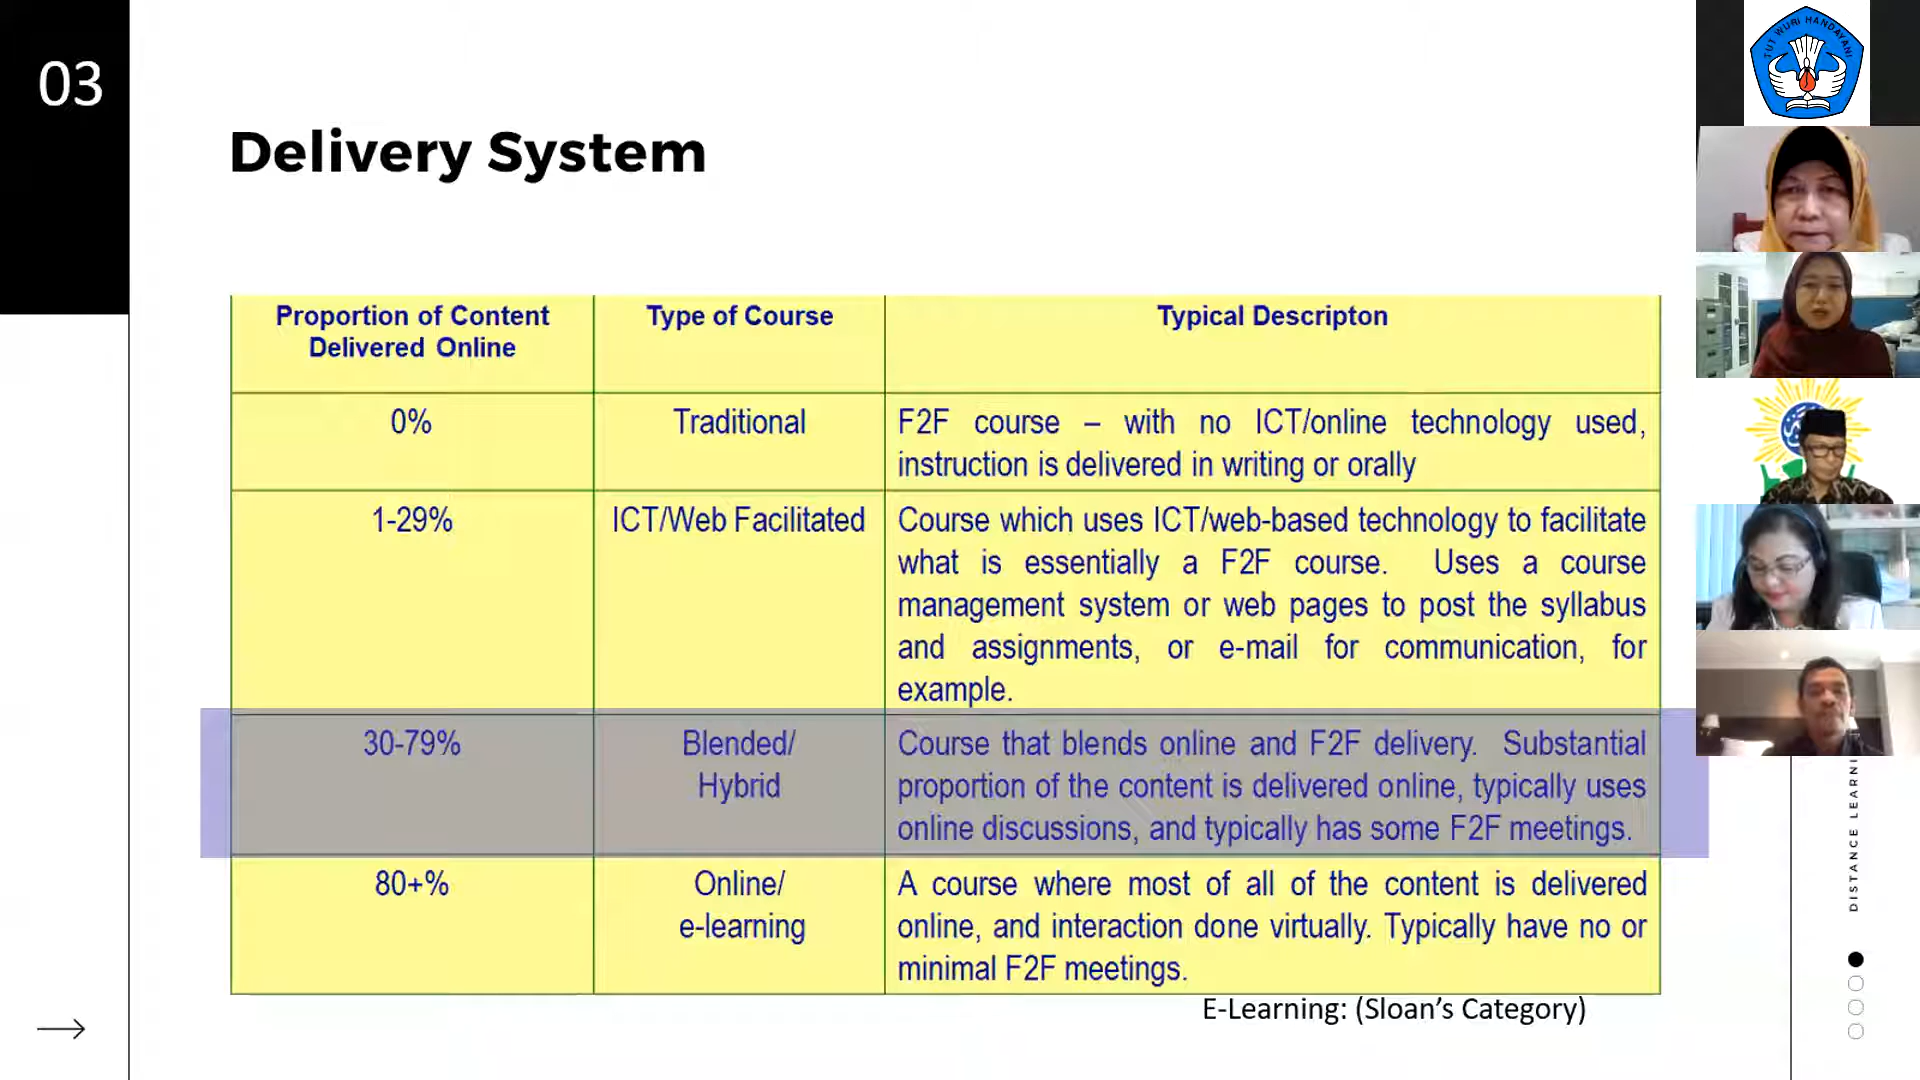 03
Delivery System
Proportion of Content
Delivered Online
Type of Course
Typical Descripton
0%
Traditional
F2F course – with no ICT/online technology used,
instruction is delivered in writing or orally
1-29%
ICT/Web Facilitated
Course which uses ICT/web-based technology to facilitate
what is essentially a F2F course. Uses a course
management system or web pages to post the syllabus
and assignments, or e-mail for communication, for
example.
30-79%
Blended/
Hybrid
Course that blends online and F2F delivery. Substantial
proportion of the content is delivered online, typically uses
online discussions, and typically has some F2F meetings.
80+%
Online/
e-learning
A course where most of all of the content is delivered
online, and interaction done virtually. Typically have no or
minimal F2F meetings.
E-Learning: (Sloan’s Category)
TUT WURI HANDAYANI
DISTANCE